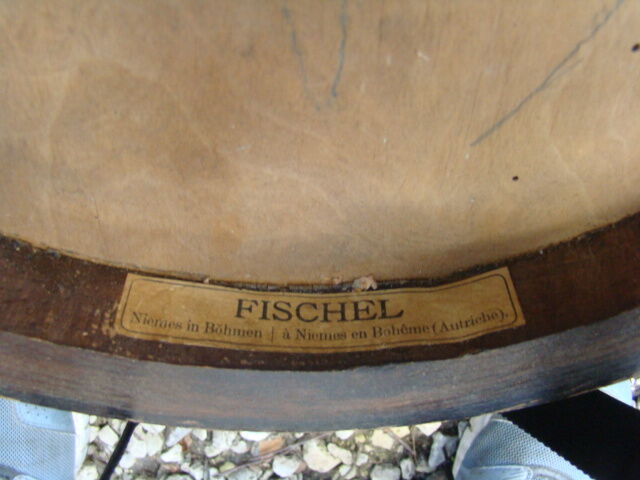 FISCHEL
Niemes in Böhmen | à Niemes en Bohême (Autriche).